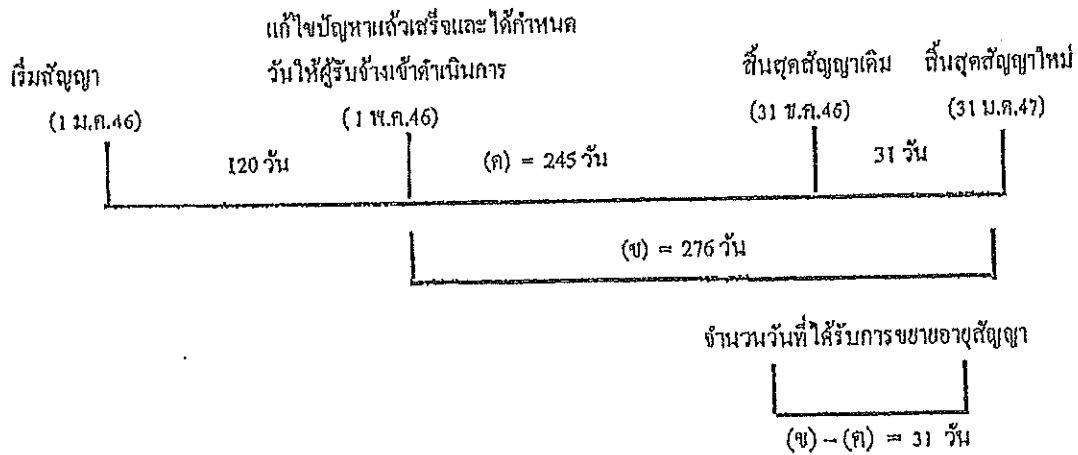 แก้ไขปัญหาแล้วเสร็จและได้กำหนด
วันให้ผู้รับจ้างเข้าดำเนินการ
เริ่มสัญญา
สิ้นสุดสัญญาเดิม
สิ้นสุดสัญญาใหม่
(1 ม.ค.46)
(1 พ.ค.46)
(31 ธ.ค.46)
(31 ม.ค.47)
120 วัน
(ค) = 245 วัน
31 วัน
(ข) = 276 วัน
จำนวนวันที่ได้รับการขยายอายุสัญญา
(ข) – (ค) = 31 วัน